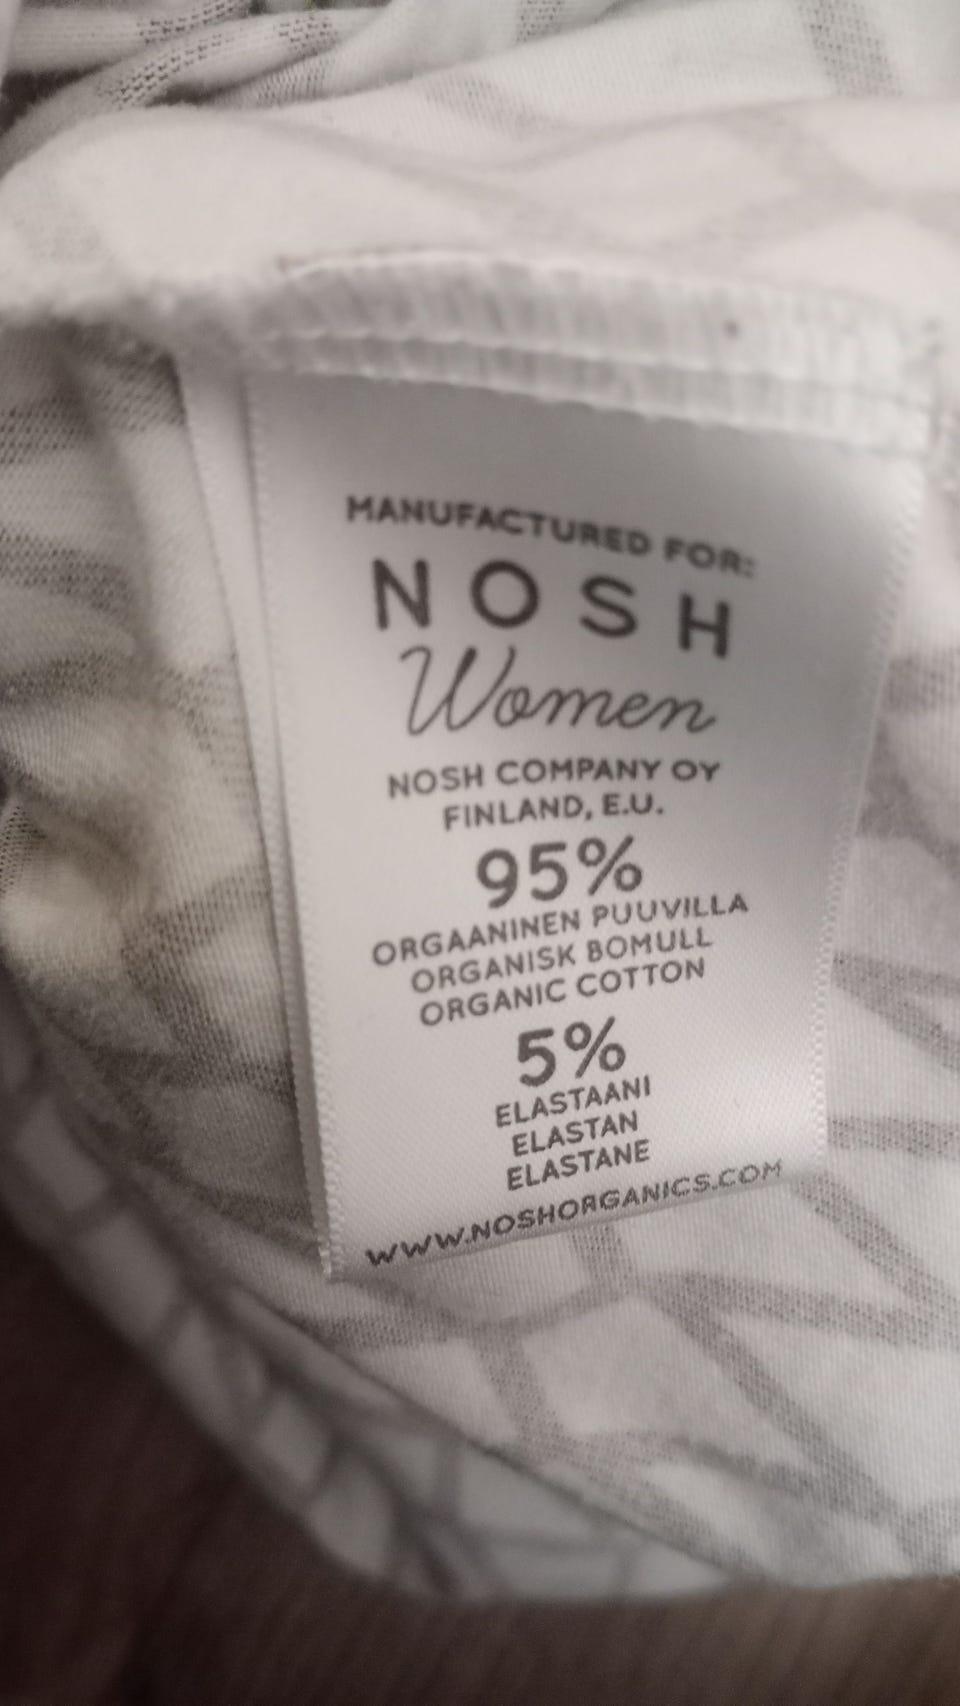 MANUFACTURED FOR:
NOSH
Women
NOSH COMPANY OY
FINLAND, E.U.
95%
ORGAANINEN PUUVILLA
ORGANISK BOMULL
ORGANIC COTTON
5%
ELASTAANI
ELASTAN
ELASTANE
WWW.NOSHORGANICS.COM